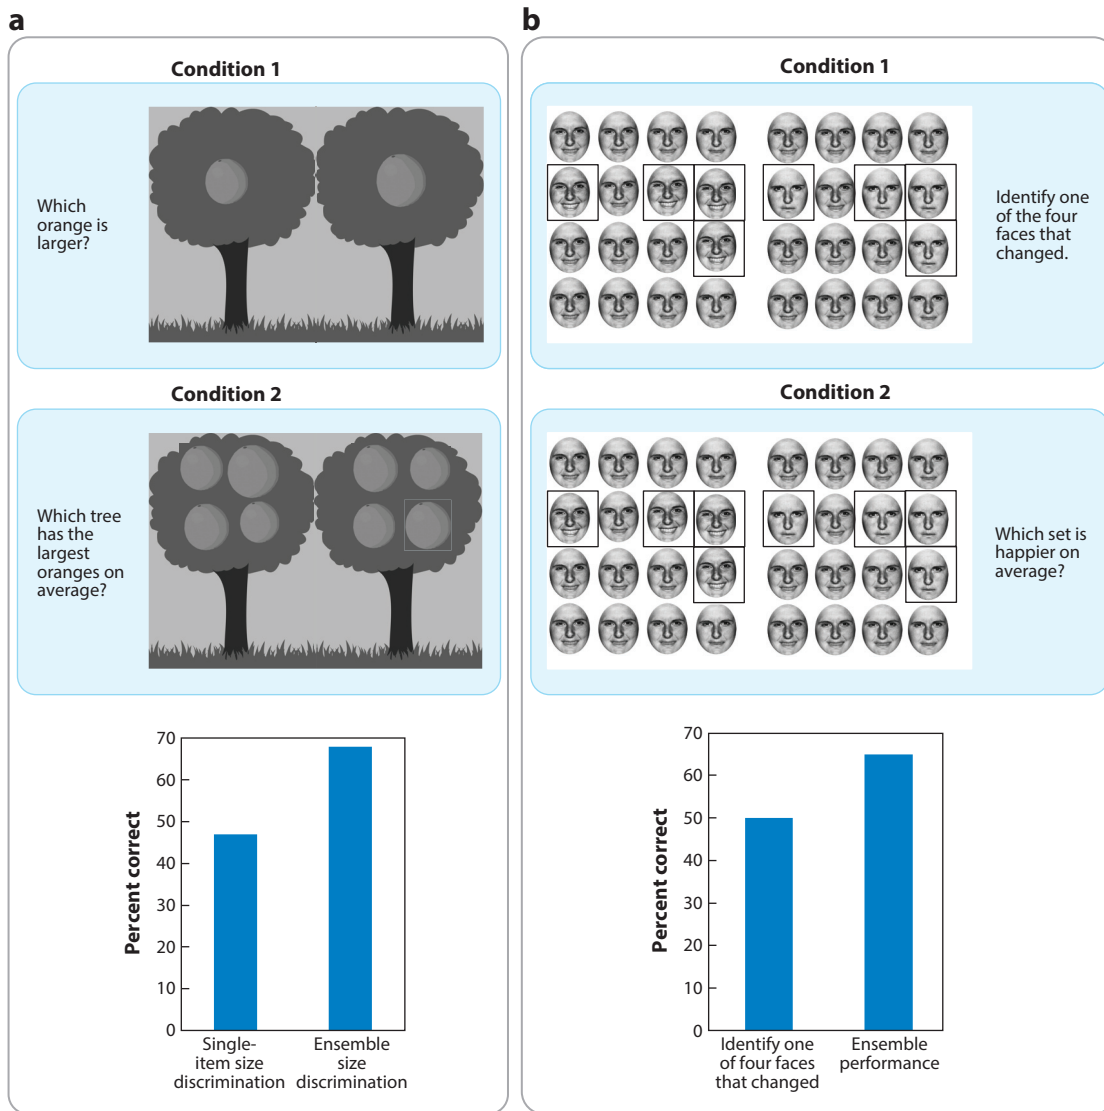 a
Condition 1
Which
orange is
larger?
Condition 2
Which tree
has the
largest
oranges on
average?
Percent correct
70
60
50
40
30
20
10
0
Single-
item size
discrimination
Ensemble
size
discrimination
b
Condition 1
Identify one
of the four
faces that
changed.
Condition 2
Which set is
happier on
average?
Percent correct
70
60
50
40
30
20
10
0
Identify one
of four faces
that changed
Ensemble
performance